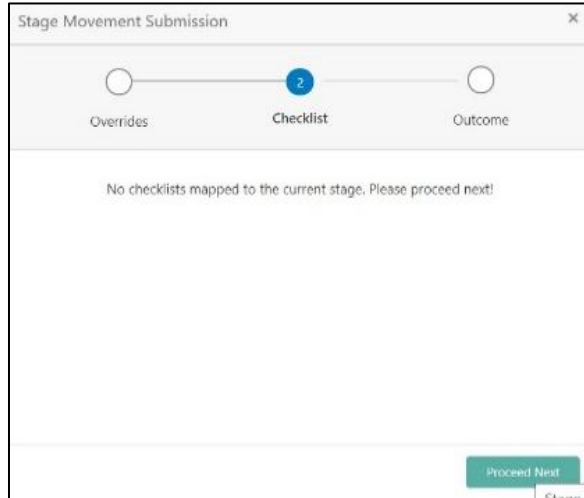 Stage Movement Submission ×
2
Overrides Checklist Outcome
No checklists mapped to the current stage. Please proceed next!
Proceed Next